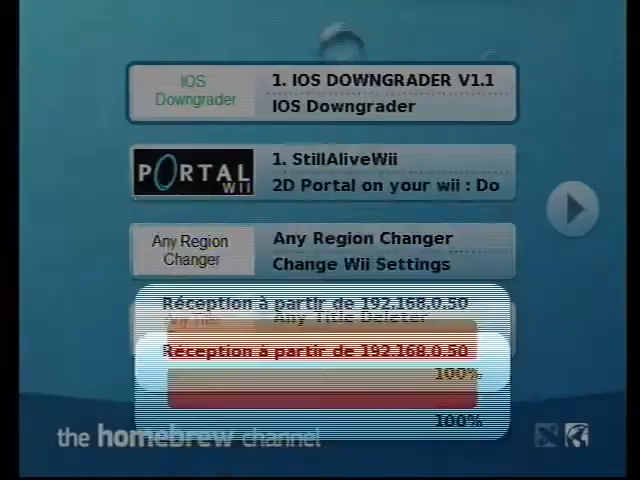 IOS
Downgrader
1. IOS DOWNGRADER V1.1
IOS Downgrader
PORTAL
WII
1. StillAliveWii
2D Portal on your wii : Do
Any Region
Changer
Any Region Changer
Change Wii Settings
Réception à partir de 192.168.0.50
Any Title
Any Title Deleter
Réception à partir de 192.168.0.50
100%
100%
the homebrew channel